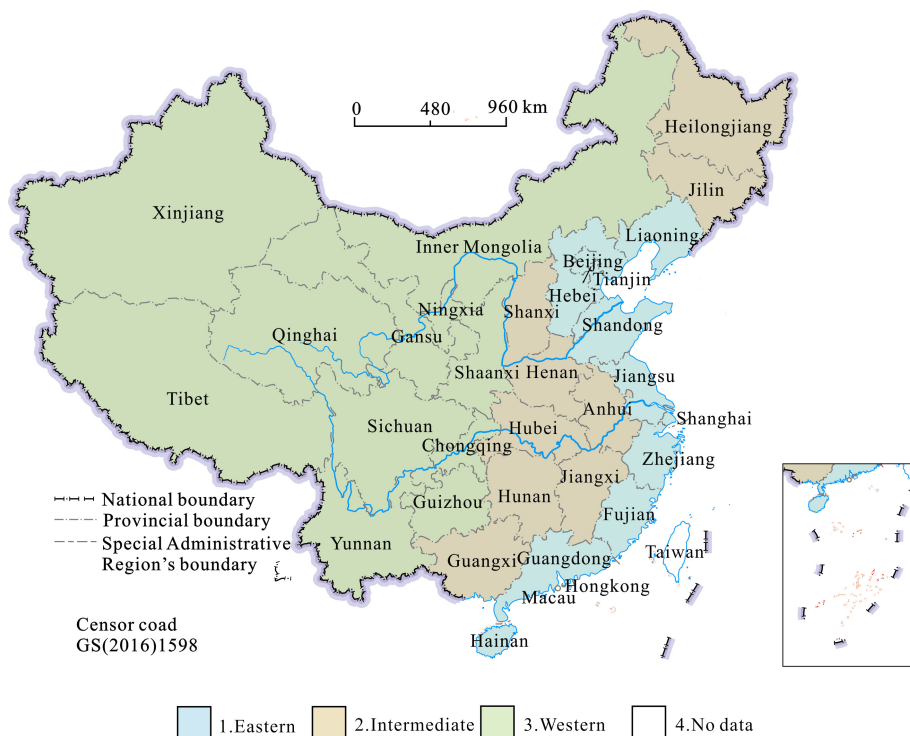 0 480 960 km
Heilongjiang
Jilin
Xinjiang
Liaoning
Inner Mongolia
Beijing
Tianjin
Hebei
Ningxia
Shanxi
Shandong
Qinghai
Gansu
Shaanxi Henan
Jiangsu
Tibet
Anhui
Shanghai
Sichuan
Hubei
Chongqing
Zhejiang
Jiangxi
Hunan
Guizhou
Fujian
National boundary
Provincial boundary
Special Administrative
Region's boundary
Yunnan
Guangxi
Guangdong
Taiwan
Hongkong
Macau
Hainan
Censor coad
GS(2016)1598
1.Eastern 2.Intermediate 3.Western 4.No data